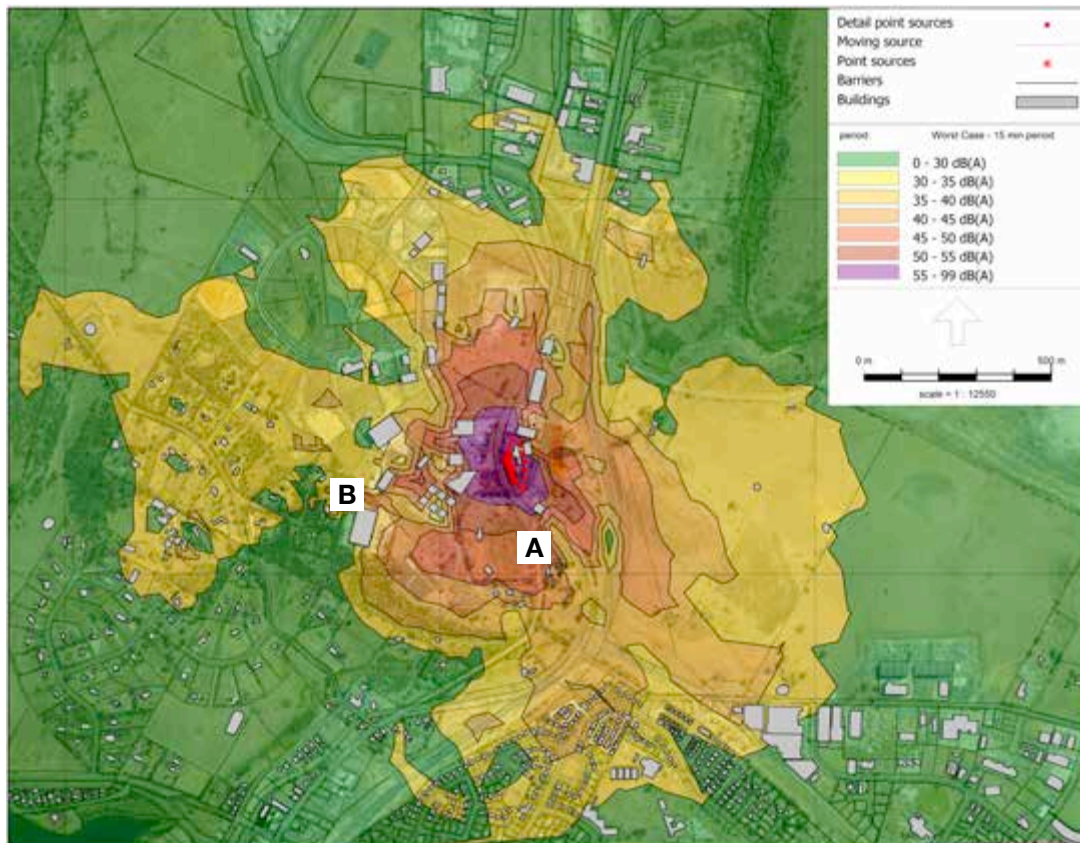 Detail point sources
Moving source
Point sources
Barriers
Buildings
period Worst Case - 15 min period
0 - 30 dB(A)
30 - 35 dB(A)
35 - 40 dB(A)
40 - 45 dB(A)
45 - 50 dB(A)
50 - 55 dB(A)
55 - 99 dB(A)
0 m 500 m
scale = 1 : 12550
B
A